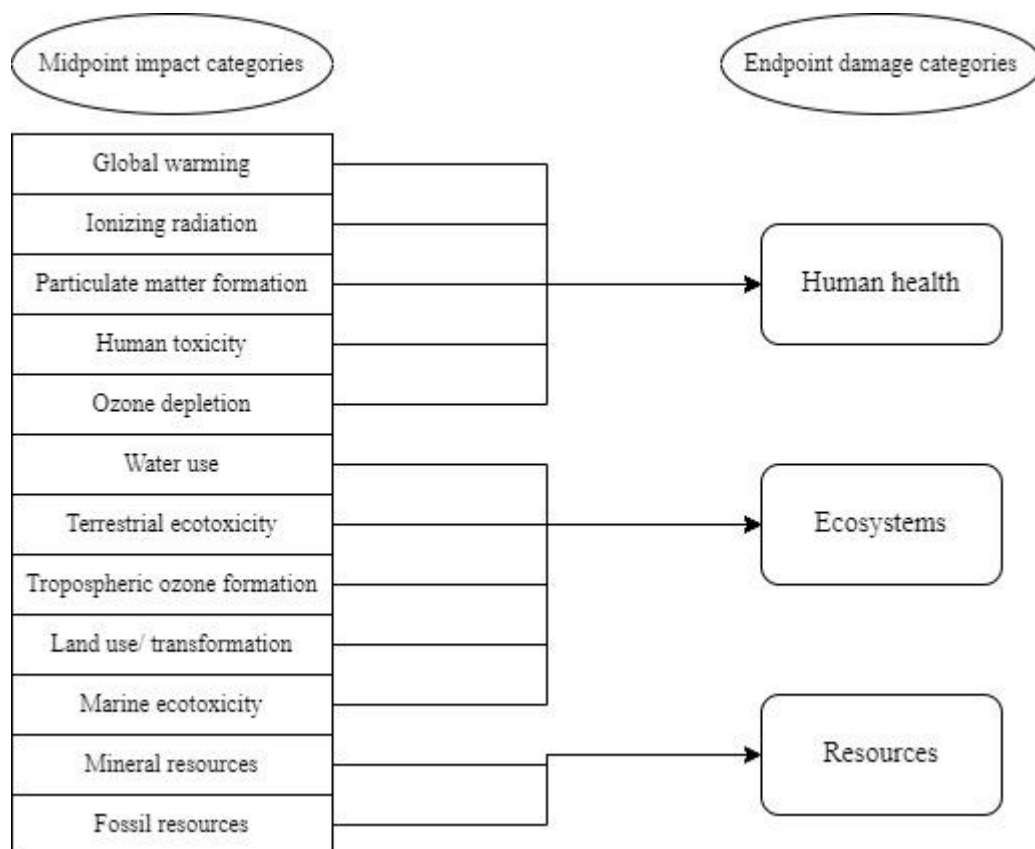 Midpoint impact categories
Endpoint damage categories
Global warming
Ionizing radiation
Particulate matter formation
Human toxicity
Ozone depletion
Water use
Terrestrial ecotoxicity
Tropospheric ozone formation
Land use/ transformation
Marine ecotoxicity
Mineral resources
Fossil resources
Human health
Ecosystems
Resources